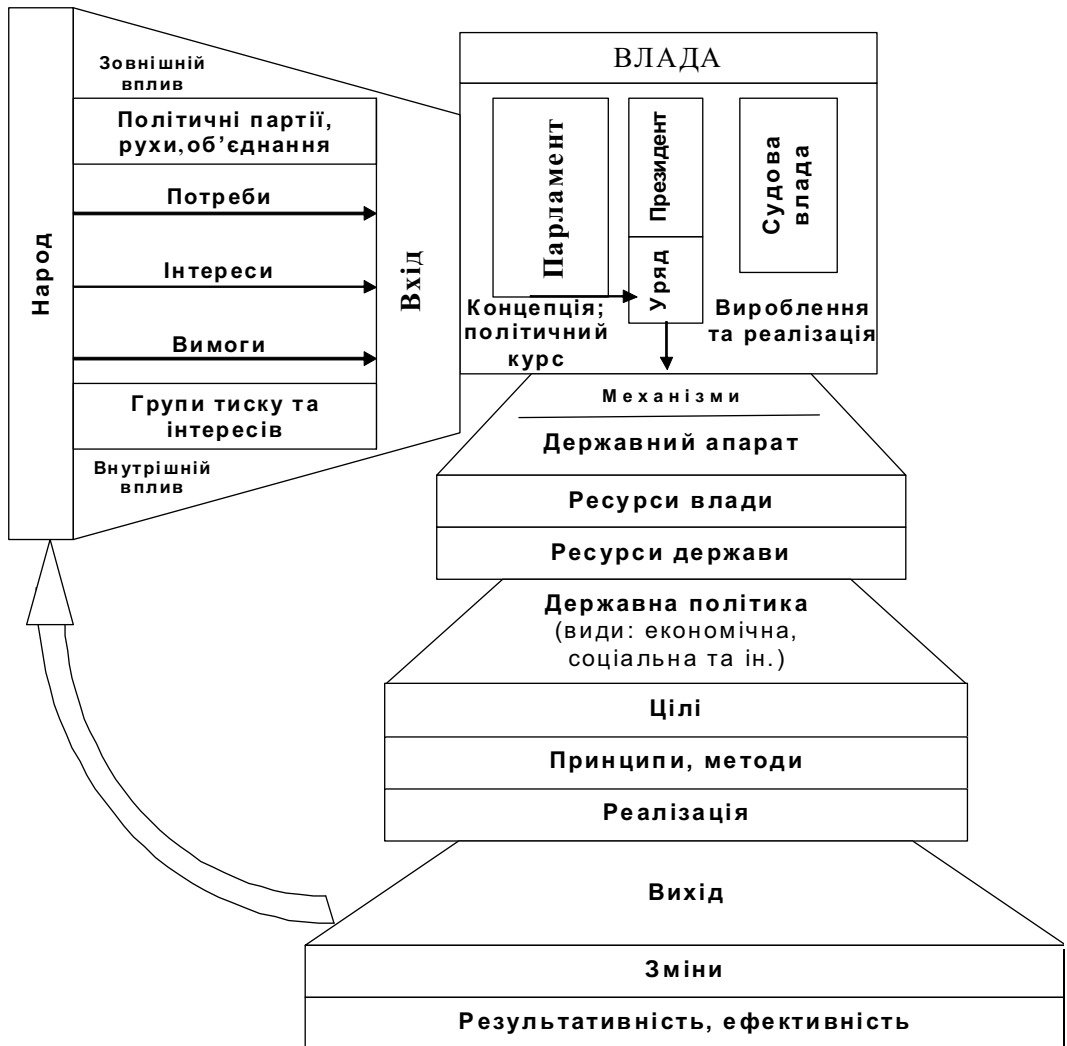 Народ
Зовнішній
вплив
Політичні партії,
рухи,об’єднання
Потреби
Інтереси
Вимоги
Групи тиску та
інтересів
Внутрішній
вплив
Вхід
ВЛАДА
Парламент
Президент
Уряд
Судова
влада
Концепція;
політичний
курс
Вироблення
та реалізація
Механізми
Державний апарат
Ресурси влади
Ресурси держави
Державна політика
(види: економічна,
соціальна та ін.)
Цілі
Принципи, методи
Реалізація
Вихід
Зміни
Результативність, ефективність